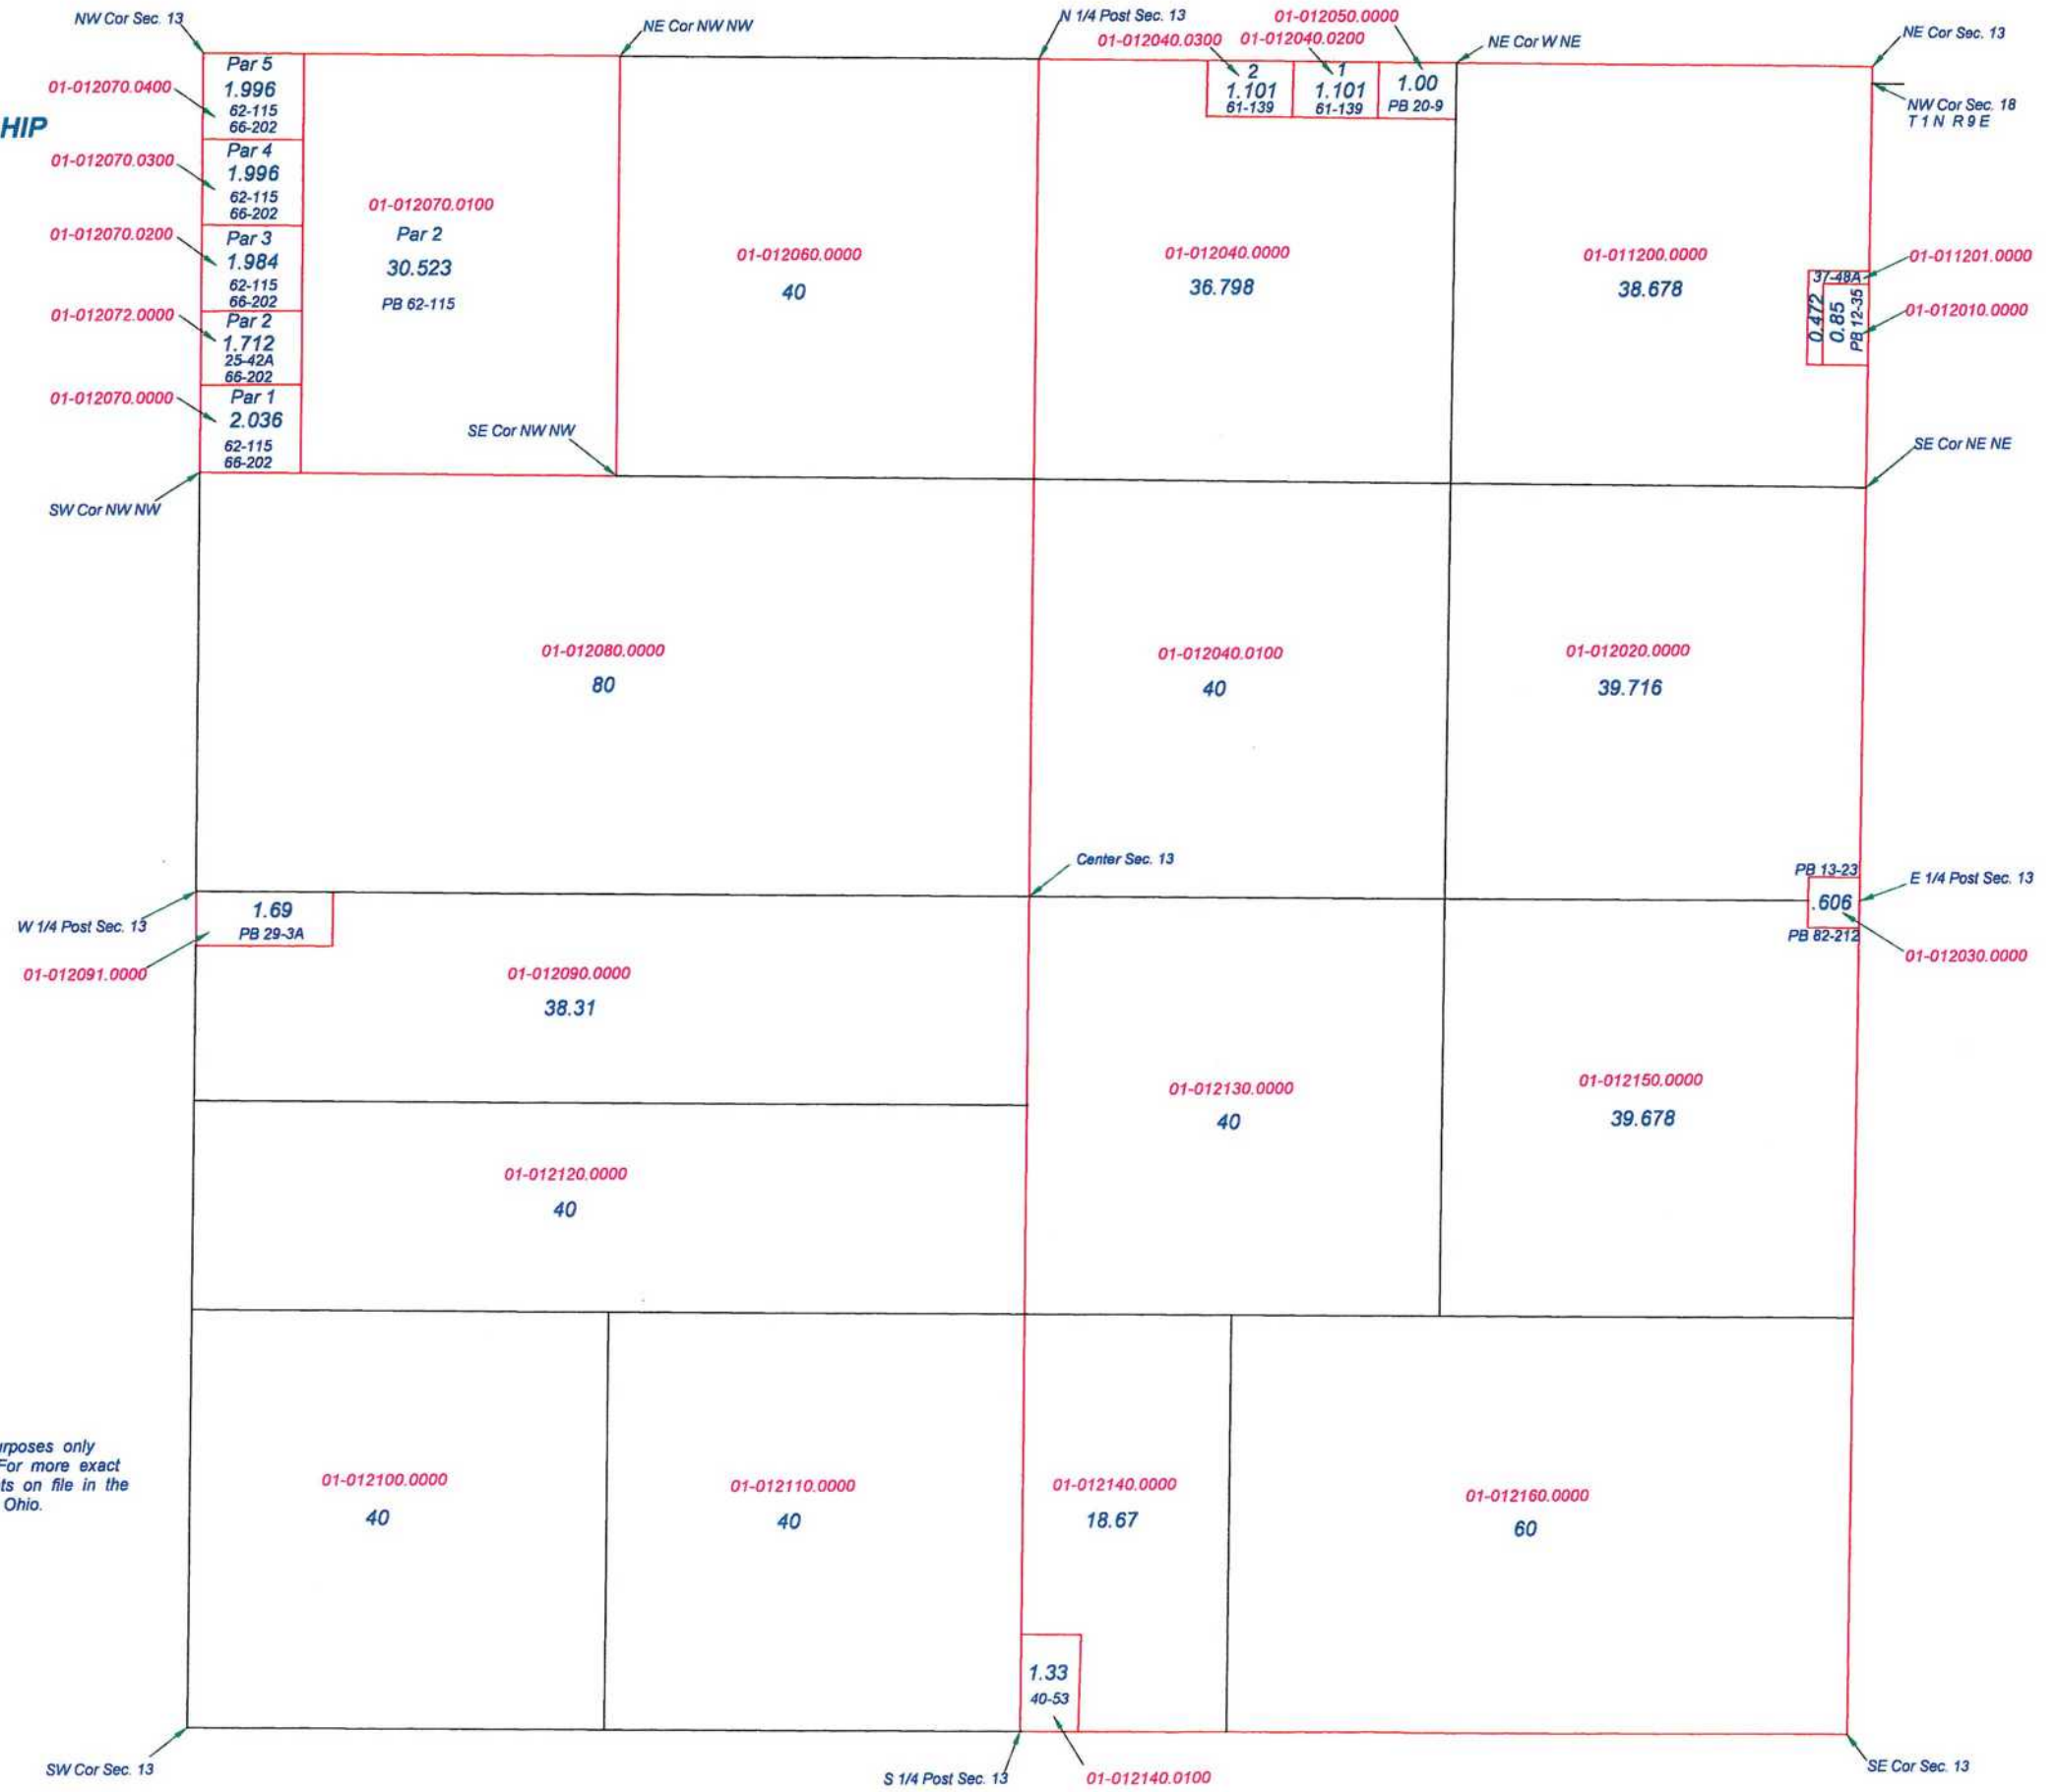 NW Cor Sec. 13
NE Cor NW NW
N 1/4 Post Sec. 13
01-012050.0000
01-012040.0300
01-012040.0200
NE Cor W NE
NE Cor Sec. 13
NW Cor Sec. 18
T 1 N R 9 E
HIP
01-012070.0400
Par 5
1.996
62-115
66-202
01-012070.0300
Par 4
1.996
62-115
66-202
01-012070.0200
Par 3
1.984
62-115
66-202
01-012072.0000
Par 2
1.712
25-42A
66-202
01-012070.0000
Par 1
2.036
62-115
66-202
SW Cor NW NW
01-012070.0100
Par 2
30.523
PB 62-115
SE Cor NW NW
01-012060.0000
40
2
1.101
61-139
1
1.101
61-139
1.00
PB 20-9
01-012040.0000
36.798
01-011200.0000
38.678
37-48A
0.472
0.85
PB 12-35
01-011201.0000
01-012010.0000
SE Cor NE NE
01-012080.0000
80
01-012040.0100
40
01-012020.0000
39.716
Center Sec. 13
PB 13-23
.606
PB 82-212
E 1/4 Post Sec. 13
01-012030.0000
W 1/4 Post Sec. 13
1.69
PB 29-3A
01-012091.0000
01-012090.0000
38.31
01-012130.0000
40
01-012150.0000
39.678
01-012120.0000
40
urposes only
For more exact
ts on file in the
Ohio.
01-012100.0000
40
01-012110.0000
40
01-012140.0000
18.67
01-012160.0000
60
1.33
40-53
SW Cor Sec. 13
S 1/4 Post Sec. 13
01-012140.0100
SE Cor Sec. 13